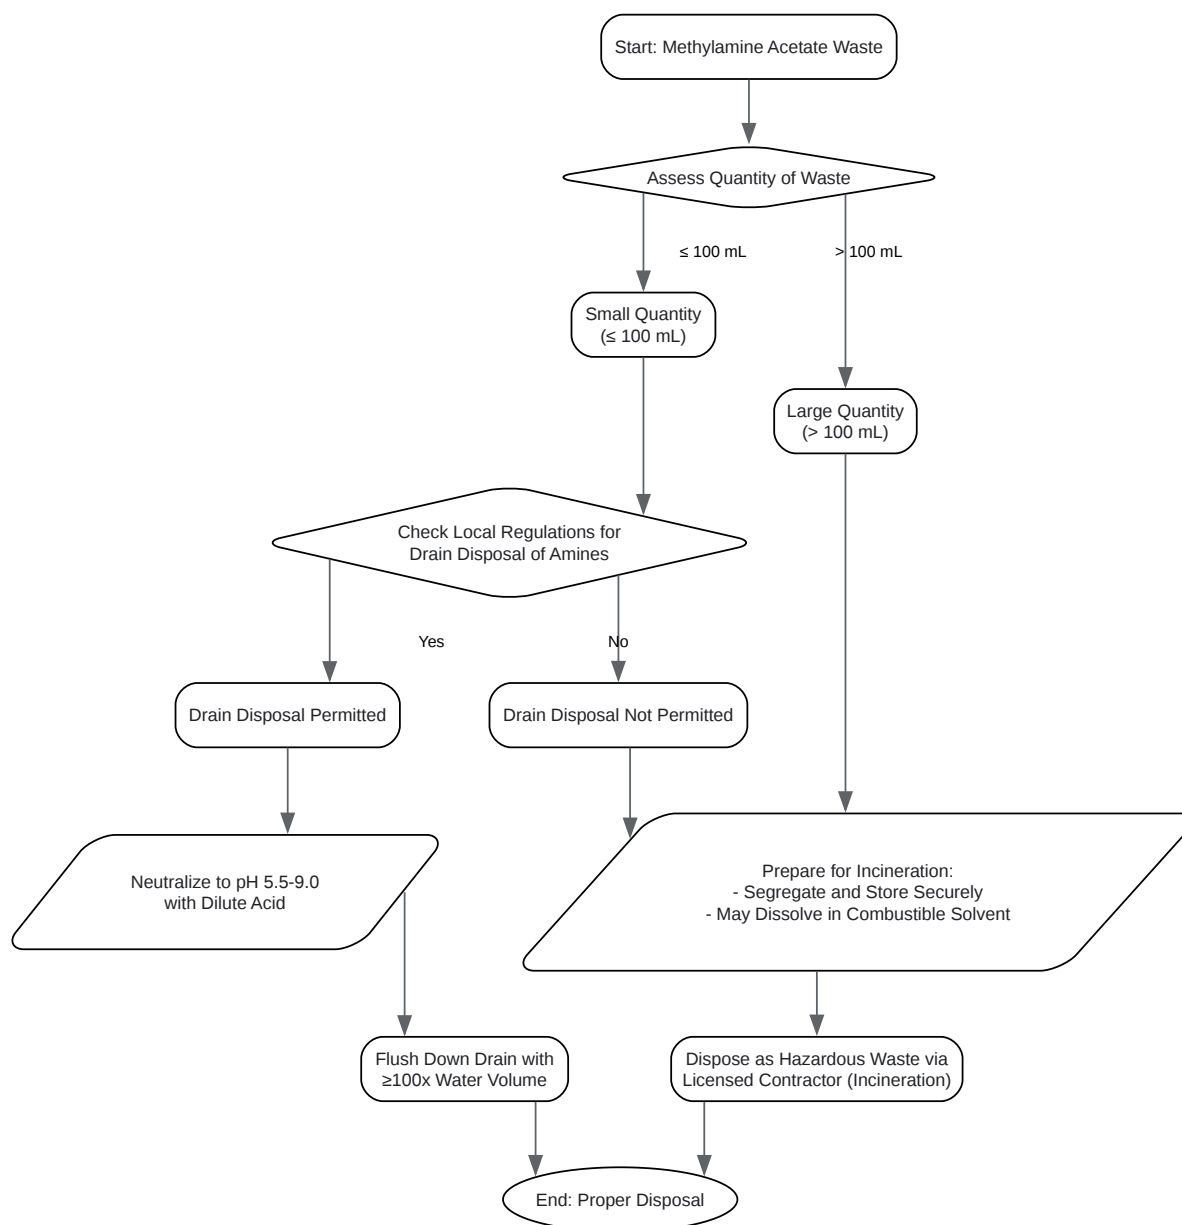 Start: Methylamine Acetate Waste
Assess Quantity of Waste
≤ 100 mL
> 100 mL
Small Quantity
(≤ 100 mL)
Large Quantity
(> 100 mL)
Check Local Regulations for
Drain Disposal of Amines
Yes
No
Drain Disposal Permitted
Drain Disposal Not Permitted
Neutralize to pH 5.5-9.0
with Dilute Acid
Prepare for Incineration:
- Segregate and Store Securely
- May Dissolve in Combustible Solvent
Flush Down Drain with
≥100x Water Volume
Dispose as Hazardous Waste via
Licensed Contractor (Incineration)
End: Proper Disposal